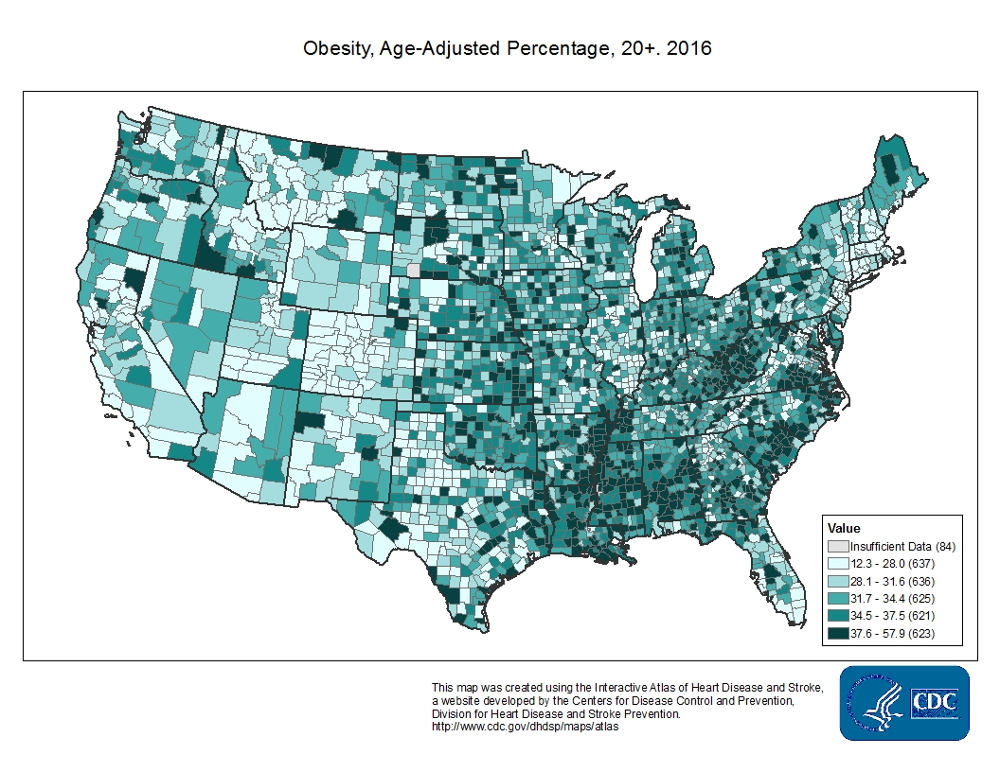 Obesity, Age-Adjusted Percentage, 20+. 2016
Value
Insufficient Data (84)
12.3 - 28.0 (637)
28.1 - 31.6 (636)
31.7 - 34.4 (625)
34.5 - 37.5 (621)
37.6 - 57.9 (623)
This map was created using the Interactive Atlas of Heart Disease and Stroke,
a website developed by the Centers for Disease Control and Prevention,
Division for Heart Disease and Stroke Prevention.
http://www.cdc.gov/dhdsp/maps/atlas
CDC